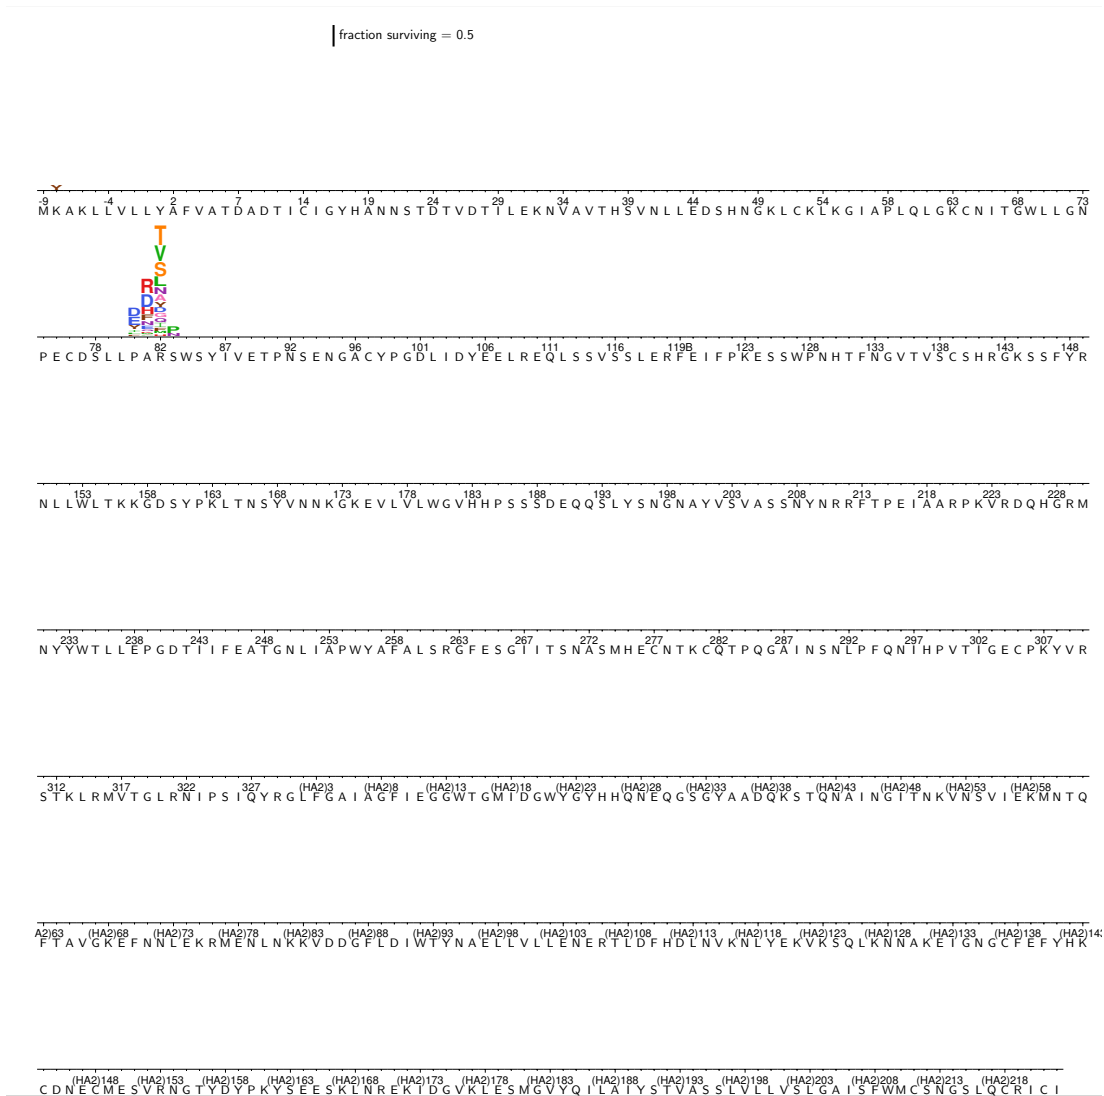 fraction surviving = 0.5
Y
-9 -4 2 7 14 19 24 29 34 39 44 49 54 58 63 68 73
M K A K L L V L L Y A F V A T D A D T I C I G Y H A N N S T D T V D T I L E K N V A V T H S V N L L E D S H N G K L C K L K G I A P L Q L G K C N I T G W L L G N
T
V
S
L
R N
D A
D H Y
E P
78 82 87 92 96 101 106 111 116 119B 123 128 133 138 143 148
P E C D S L L P A R S W S Y I V E T P N S E N G A C Y P G D L I D Y E E L R E Q L S S V S S L E R F E I F P K E S S W P N H T F N G V T V S C S H R G K S S F Y R
153 158 163 168 173 178 183 188 193 198 203 208 213 218 223 228
N L L W L T K K G D S Y P K L T N S Y V N N K G K E V L V L W G V H H P S S S D E Q Q S L Y S N G N A Y V S V A S S N Y N R R F T P E I A A R P K V R D Q H G R M
233 238 243 248 253 258 263 267 272 277 282 287 292 297 302 307
N Y Y W T L L E P G D T I I F E A T G N L I A P W Y A F A L S R G F E S G I I T S N A S M H E C N T K C Q T P Q G A I N S N L P F Q N I H P V T I G E C P K Y V R
312 317 322 327 (HA2)3 (HA2)8 (HA2)13 (HA2)18 (HA2)23 (HA2)28 (HA2)33 (HA2)38 (HA2)43 (HA2)48 (HA2)53 (HA2)58
S T K L R M V T G L R N I P S I Q Y R G L F G A I A G F I E G G W T G M I D G W Y G Y H H Q N E Q G S G Y A A D Q K S T Q N A I N G I T N K V N S V I E K M N T Q
A2)63 (HA2)68 (HA2)73 (HA2)78 (HA2)83 (HA2)88 (HA2)93 (HA2)98 (HA2)103 (HA2)108 (HA2)113 (HA2)118 (HA2)123 (HA2)128 (HA2)133 (HA2)138 (HA2)143
F T A V G K E F N N L E K R M E N L N K K V D D G F L D I W T Y N A E L L V L L E N E R T L D F H D L N V K N L Y E K V K S Q L K N N A K E I G N G C F E F Y H K
(HA2)148 (HA2)153 (HA2)158 (HA2)163 (HA2)168 (HA2)173 (HA2)178 (HA2)183 (HA2)188 (HA2)193 (HA2)198 (HA2)203 (HA2)208 (HA2)213 (HA2)218
C D N E C M E S V R N G T Y D Y P K Y S E E S K L N R E K I D G V K L E S M G V Y Q I L A I Y S T V A S S L V L L V S L G A I S F W M C S N G S L Q C R I C I